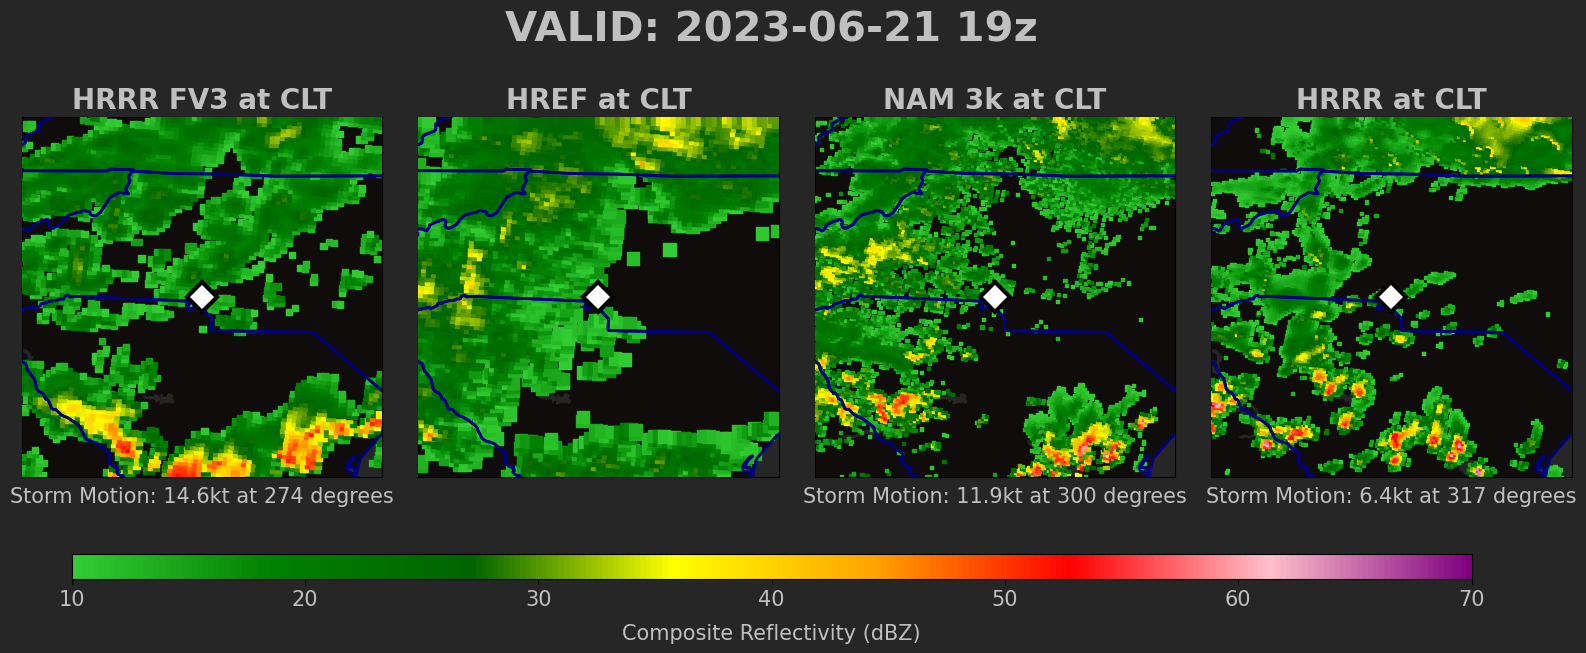 VALID: 2023-06-21 19z
HRRR FV3 at CLT
HREF at CLT
NAM 3k at CLT
HRRR at CLT
Storm Motion: 14.6kt at 274 degrees
Storm Motion: 11.9kt at 300 degrees
Storm Motion: 6.4kt at 317 degrees
10 20 30 40 50 60 70
Composite Reflectivity (dBZ)